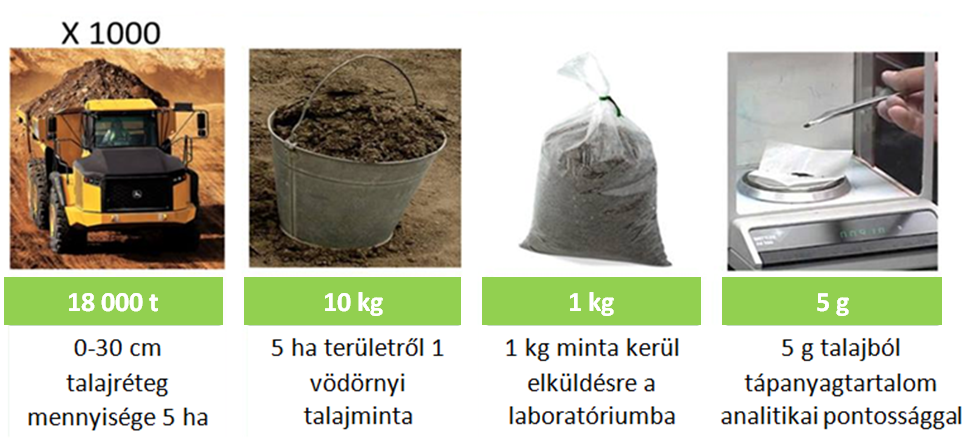 X 1000
18 000 t
10 kg
1 kg
5 g
0-30 cm
talajréteg
mennyisége 5 ha
5 ha területről 1
vödörnyi
talajminta
1 kg minta kerül
elküldésre a
laboratóriumba
5 g talajból
tápanyagtartalom
analitikai pontossággal